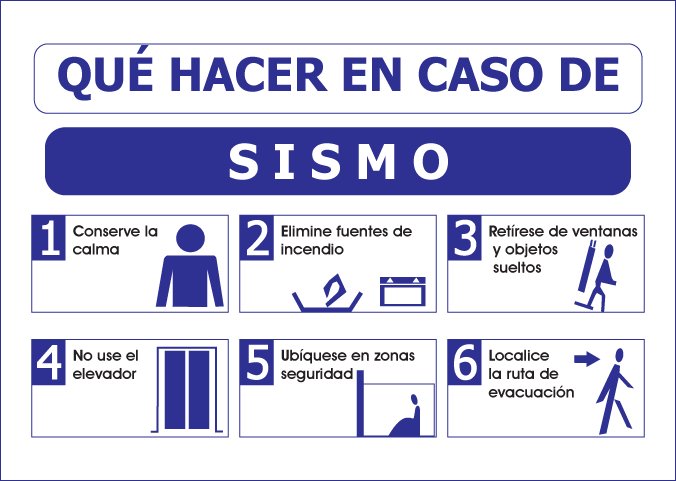 QUÉ HACER EN CASO DE
SISMO
1 Conserve la
calma
2 Elimine fuentes de
incendio
3 Retírese de ventanas
y objetos
sueltos
4 No use el
elevador
5 Ubíquese en zonas
seguridad
6 Localice
la ruta de
evacuación